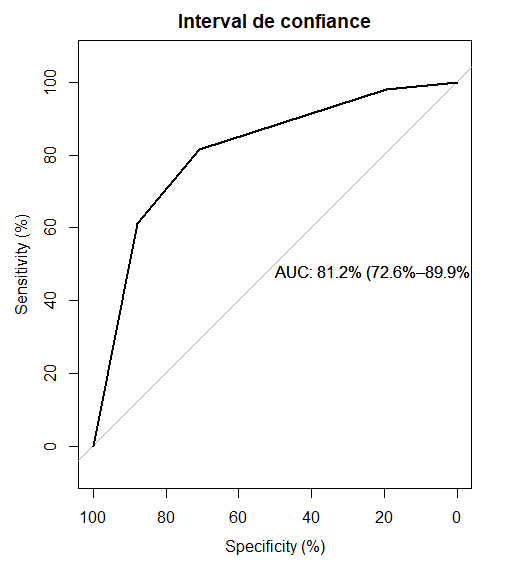 Interval de confiance
Sensitivity (%)
100
80
60
40
20
0
AUC: 81.2% (72.6%–89.9%
100 80 60 40 20 0
Specificity (%)